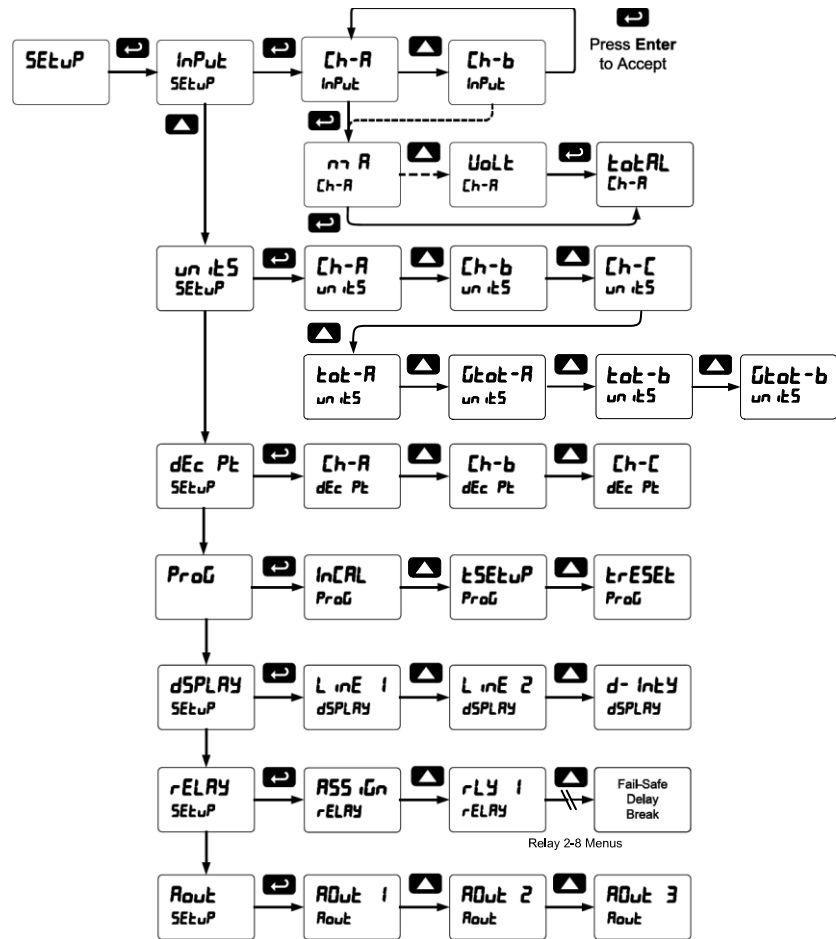 Press Enter
to Accept
SEtuP
InPut
SEtuP
Ch-A
InPut
Ch-b
InPut
mA
Ch-A
VoLt
Ch-A
totAL
Ch-A
unitS
SEtuP
Ch-A
unitS
Ch-b
unitS
Ch-C
unitS
tot-A
unitS
Gtot-A
unitS
tot-b
unitS
Gtot-b
unitS
dEc Pt
SEtuP
Ch-A
dEc Pt
Ch-b
dEc Pt
Ch-C
dEc Pt
ProG
InCAL
ProG
tSEtuP
ProG
trESEt
ProG
dSPLAY
SEtuP
LinE 1
dSPLAY
LinE 2
dSPLAY
d-IntY
dSPLAY
rELAY
SEtuP
ASSiGn
rELAY
rLY 1
rELAY
Fail-Safe
Delay
Break
Relay 2-8 Menus
Aout
SEtuP
AOut 1
Aout
AOut 2
Aout
AOut 3
Aout